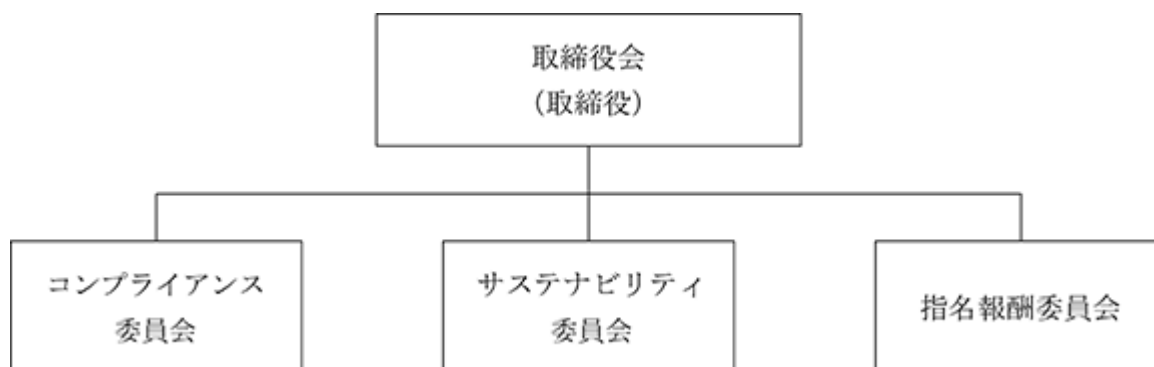 取締役会
（取締役）
コンプライアンス
委員会
サステナビリティ
委員会
指名報酬委員会